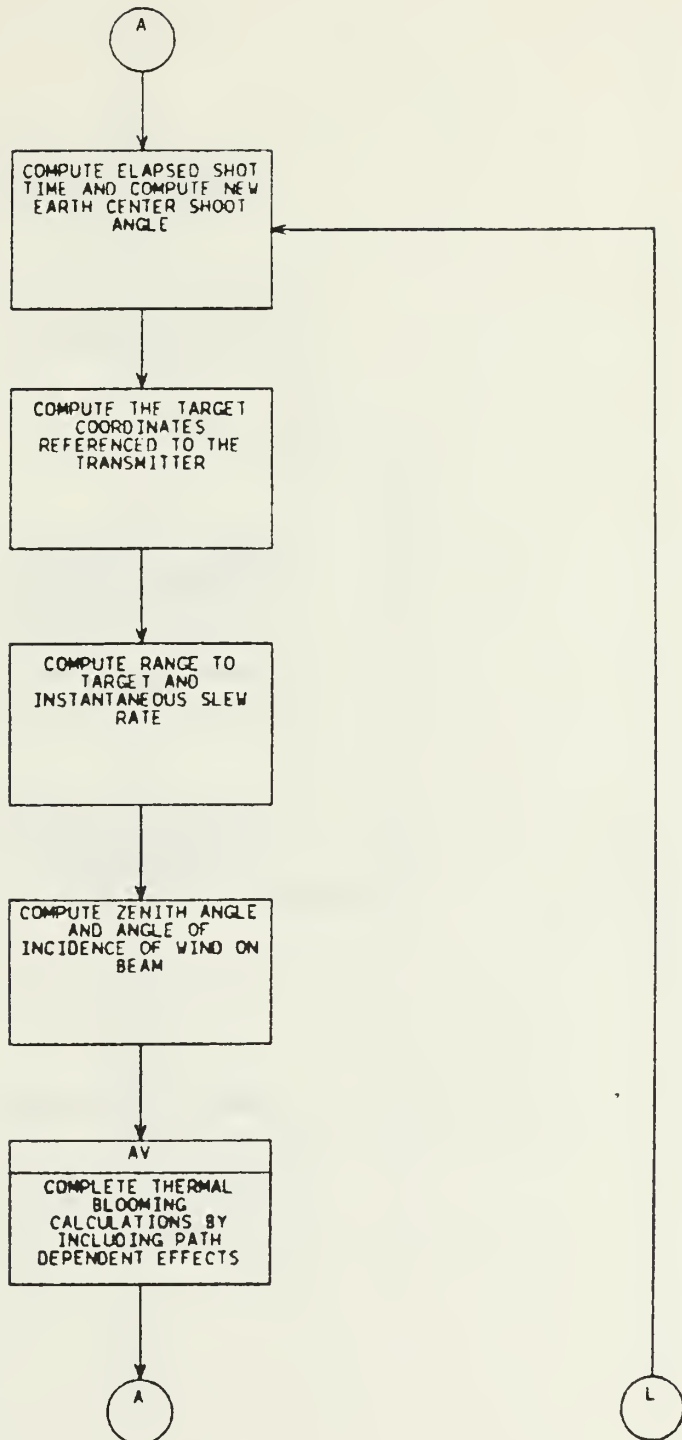 A
COMPUTE ELAPSED SHOT
TIME AND COMPUTE NEW
EARTH CENTER SHOOT
ANGLE
COMPUTE THE TARGET
COORDINATES
REFERENCED TO THE
TRANSMITTER
COMPUTE RANGE TO
TARGET AND
INSTANTANEOUS SLEW
RATE
COMPUTE ZENITH ANGLE
AND ANGLE OF
INCIDENCE OF WIND ON
BEAM
AV
COMPLETE THERMAL
BLOOMING
CALCULATIONS BY
INCLUDING PATH
DEPENDENT EFFECTS
A
L